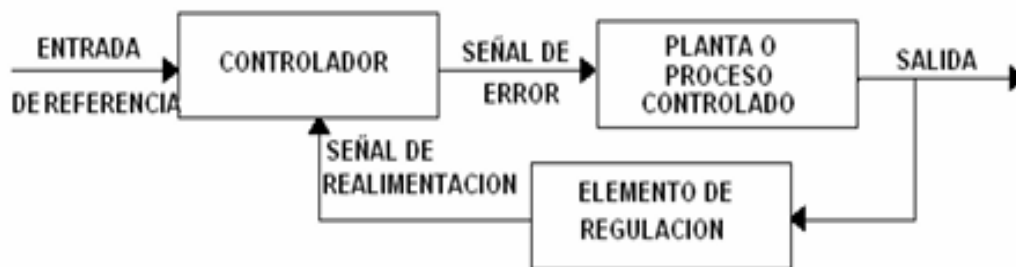 ENTRADA
DE REFERENCIA
CONTROLADOR
SEÑAL DE
ERROR
PLANTA O
PROCESO
CONTROLADO
SALIDA
SEÑAL DE
REALIMENTACION
ELEMENTO DE
REGULACION